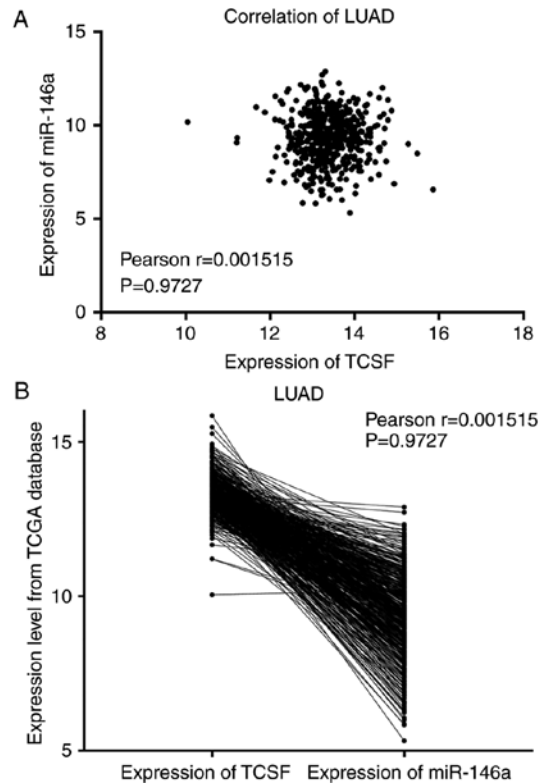 A
Correlation of LUAD
Expression of miR-146a
15
10
5
0
Pearson r=0.001515
P=0.9727
8 10 12 14 16 18
Expression of TCSF
B
LUAD
Pearson r=0.001515
P=0.9727
Expression level from TCGA database
15
10
5
Expression of TCSF Expression of miR-146a